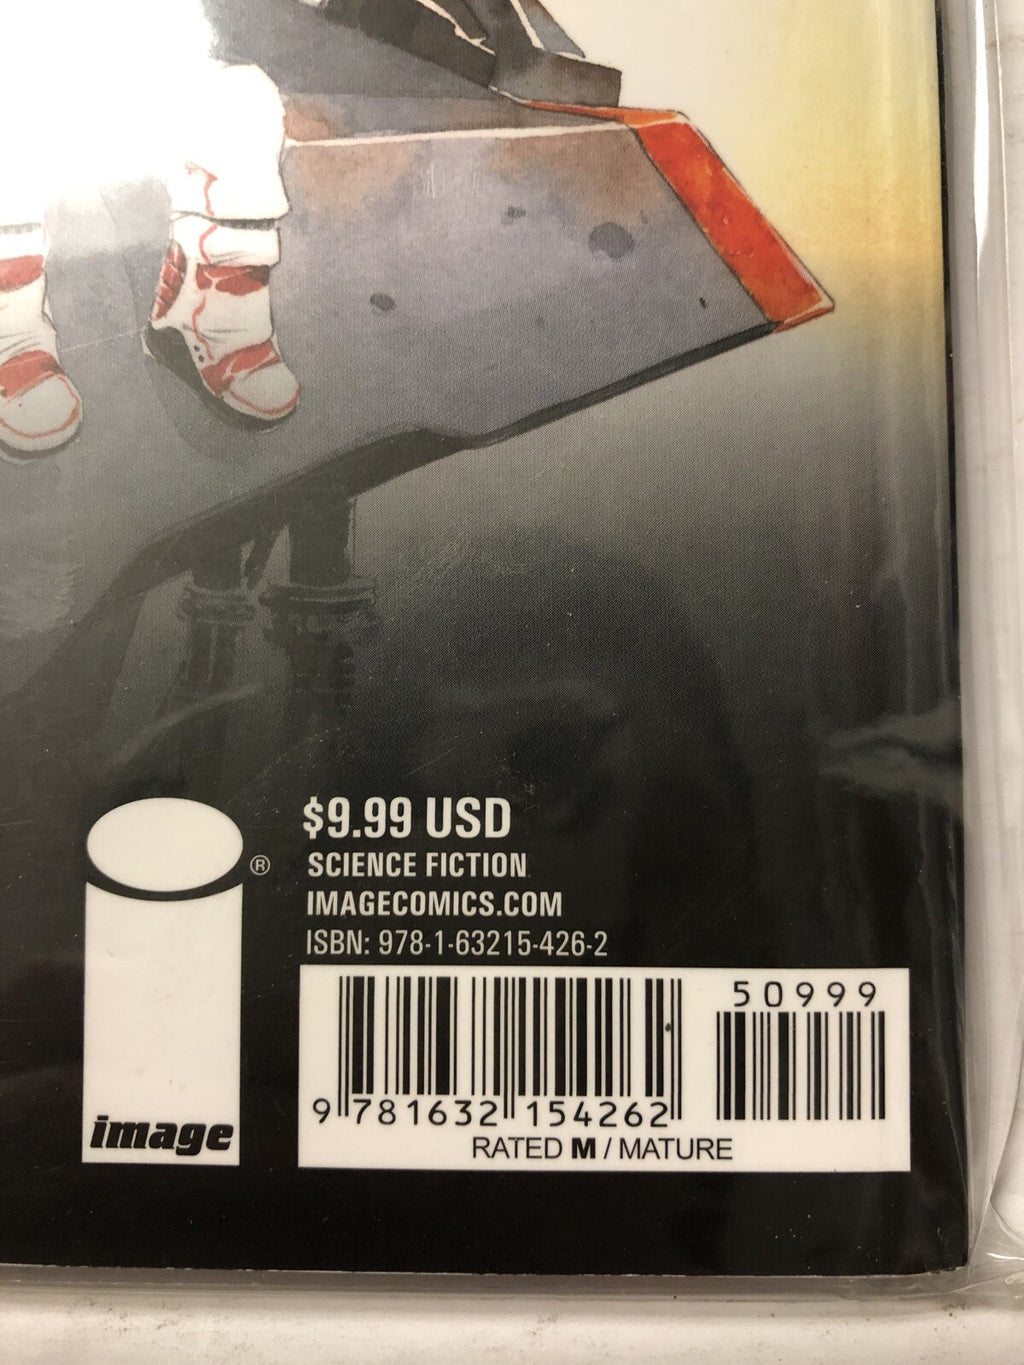 $9.99 USD
SCIENCE FICTION
®
IMAGECOMICS.COM
ISBN: 978-1-63215-426-2
50999
9 781632 154262
image
RATED M / MATURE